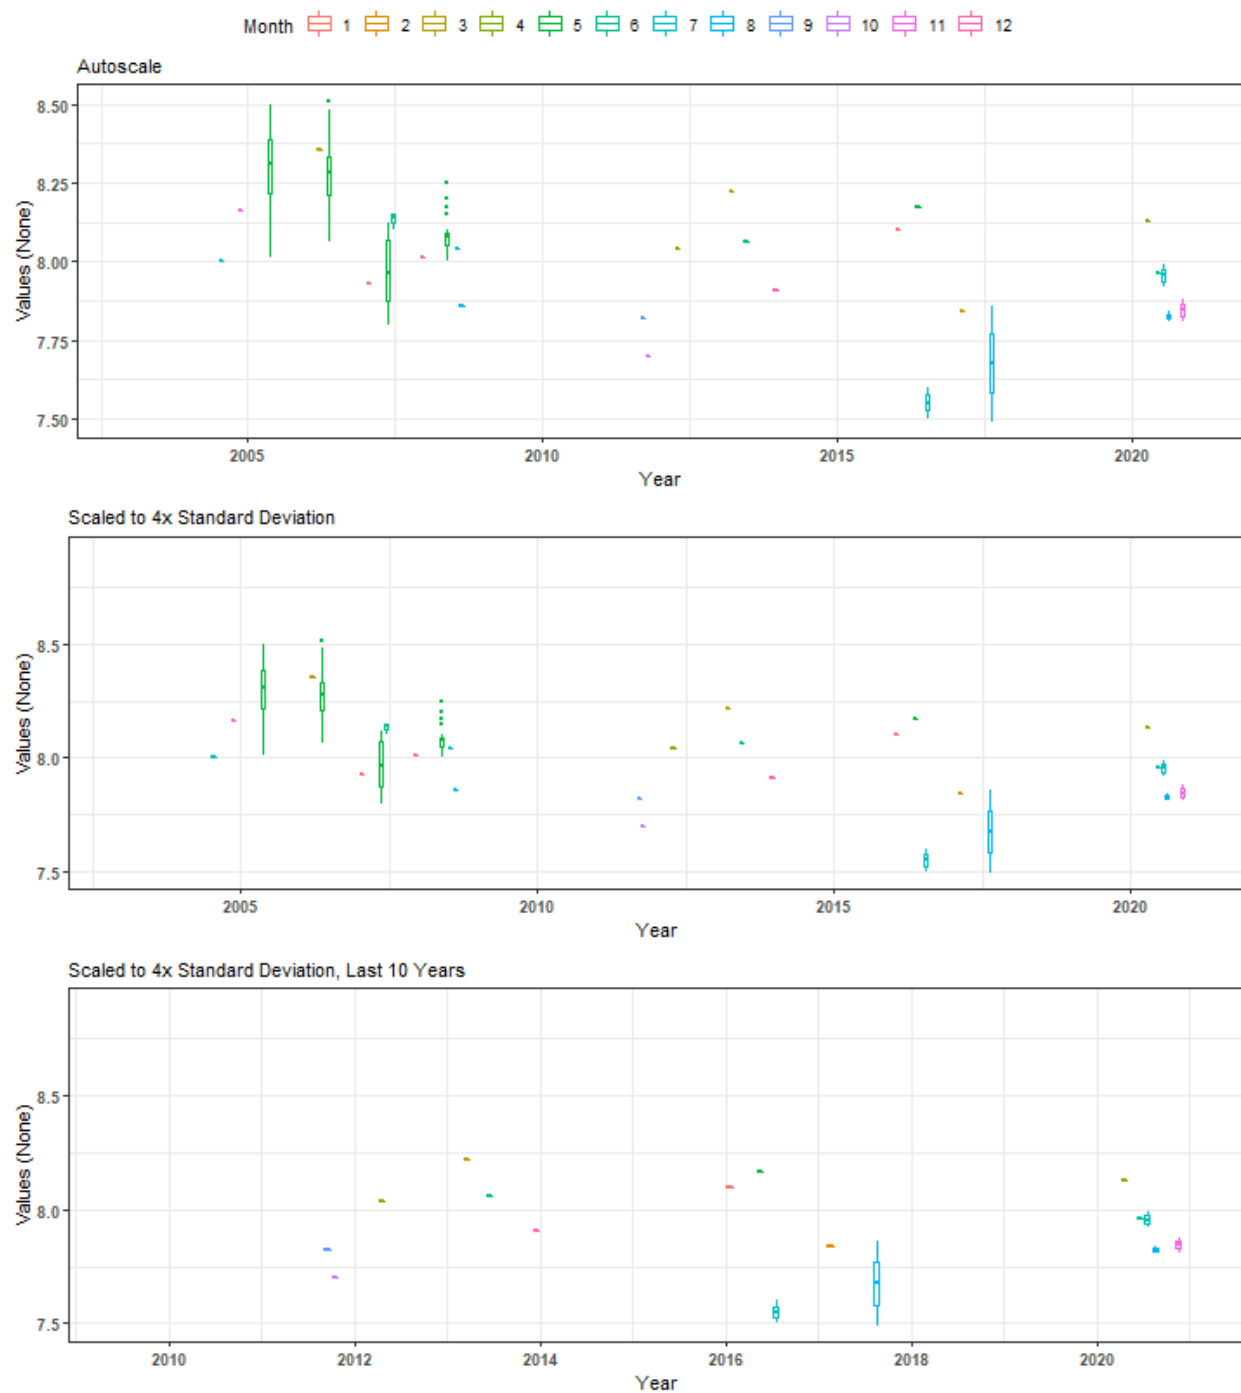 Month 1 2 3 4 5 6 7 8 9 10 11 12
Autoscale
Values (None)
8.50
8.25
8.00
7.75
7.50
2005 2010 2015 2020
Year
Scaled to 4x Standard Deviation
Values (None)
8.5
8.0
7.5
2005 2010 2015 2020
Year
Scaled to 4x Standard Deviation, Last 10 Years
Values (None)
8.5
8.0
7.5
2010 2012 2014 2016 2018 2020
Year